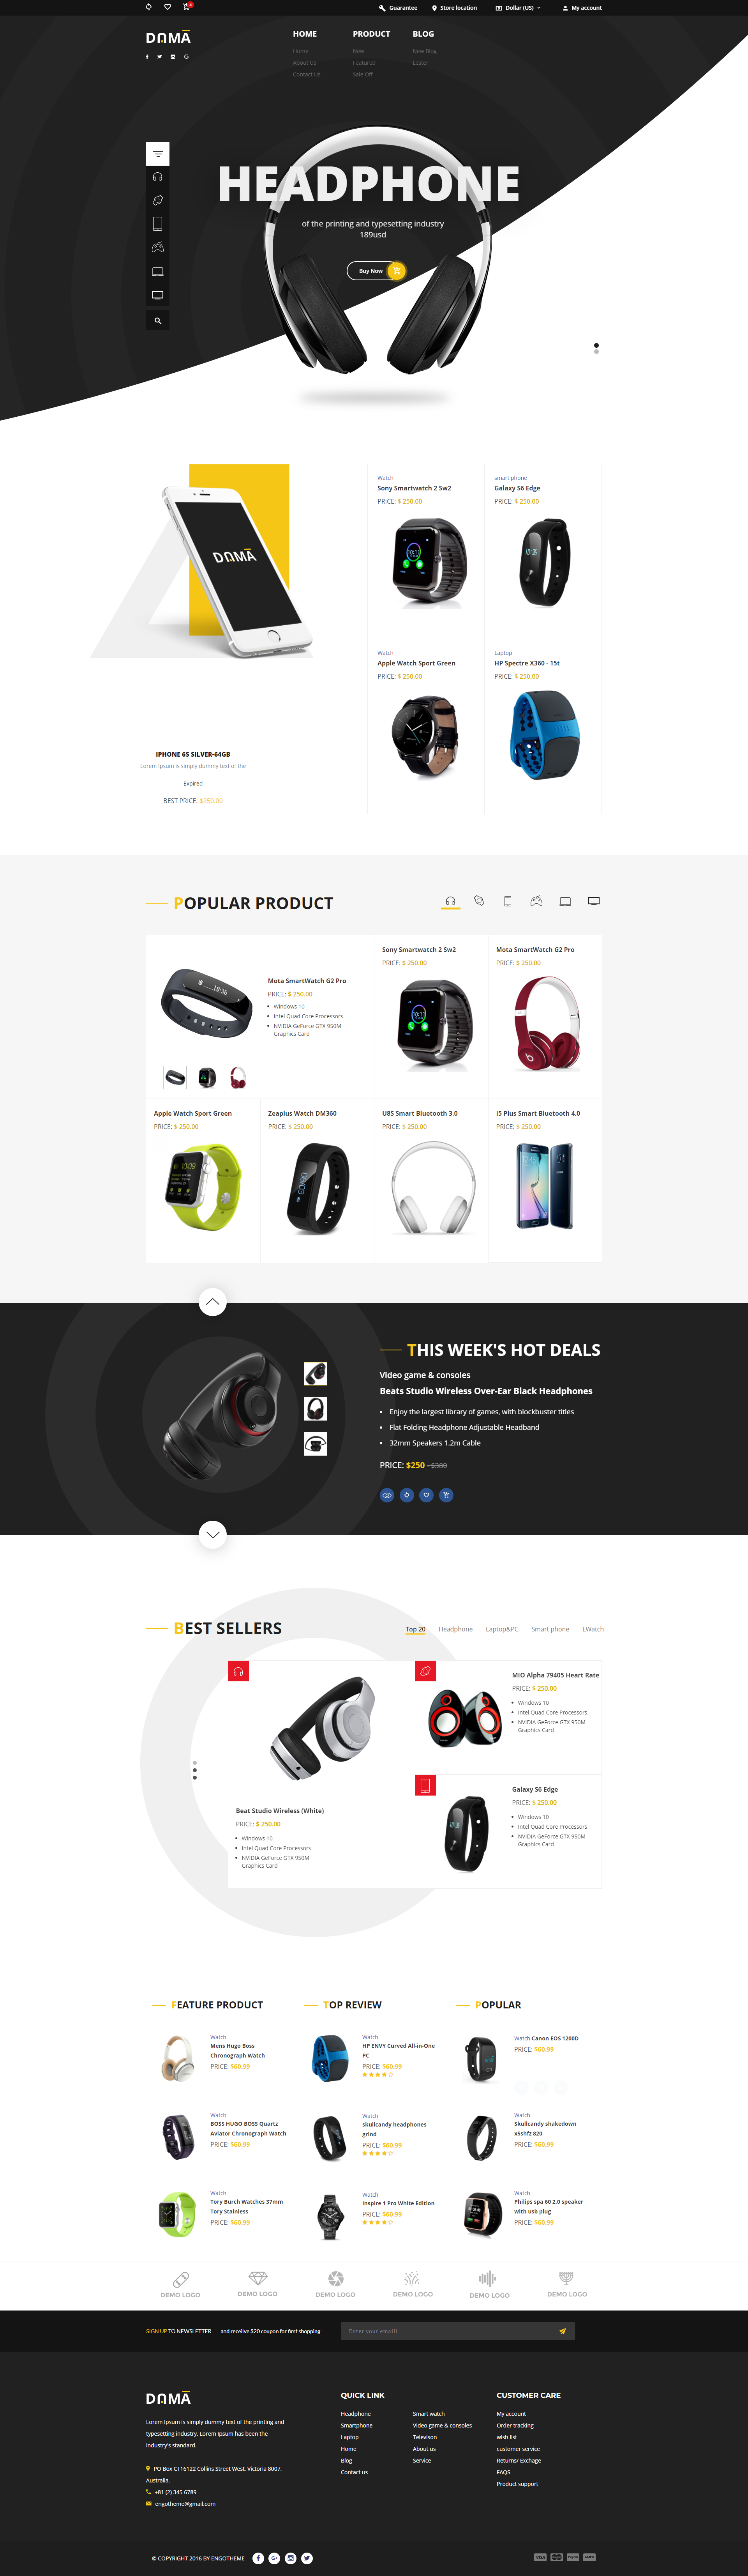 4
Guarantee
Store location
Dollar (US)
My account
DAMA
HOME
PRODUCT
BLOG
Home
New
New Blog
About Us
Featured
Lester
Contact Us
Sale Off
HEADPHONE
of the printing and typesetting industry
189usd
Buy Now
DAMA
IPHONE 6S SILVER-64GB
Lorem Ipsum is simply dummy text of the
Expired
BEST PRICE: $250.00
Watch
Sony Smartwatch 2 Sw2
PRICE: $ 250.00
smart phone
Galaxy S6 Edge
PRICE: $ 250.00
Watch
Apple Watch Sport Green
PRICE: $ 250.00
Laptop
HP Spectre X360 - 15t
PRICE: $ 250.00
POPULAR PRODUCT
Mota SmartWatch G2 Pro
PRICE: $ 250.00
Windows 10
Intel Quad Core Processors
NVIDIA GeForce GTX 950M
Graphics Card
Sony Smartwatch 2 Sw2
PRICE: $ 250.00
Mota SmartWatch G2 Pro
PRICE: $ 250.00
Apple Watch Sport Green
PRICE: $ 250.00
Zeaplus Watch DM360
PRICE: $ 250.00
U8S Smart Bluetooth 3.0
PRICE: $ 250.00
I5 Plus Smart Bluetooth 4.0
PRICE: $ 250.00
THIS WEEK'S HOT DEALS
Video game & consoles
Beats Studio Wireless Over-Ear Black Headphones
Enjoy the largest library of games, with blockbuster titles
Flat Folding Headphone Adjustable Headband
32mm Speakers 1.2m Cable
PRICE: $250 - $380
BEST SELLERS
Top 20
Headphone
Laptop&PC
Smart phone
LWatch
Beat Studio Wireless (White)
PRICE: $ 250.00
Windows 10
Intel Quad Core Processors
NVIDIA GeForce GTX 950M
Graphics Card
MIO Alpha 79405 Heart Rate
PRICE: $ 250.00
Windows 10
Intel Quad Core Processors
NVIDIA GeForce GTX 950M
Graphics Card
Galaxy S6 Edge
PRICE: $ 250.00
Windows 10
Intel Quad Core Processors
NVIDIA GeForce GTX 950M
Graphics Card
FEATURE PRODUCT
Watch
Mens Hugo Boss
Chronograph Watch
PRICE: $60.99
Watch
BOSS HUGO BOSS Quartz
Aviator Chronograph Watch
PRICE: $60.99
Watch
Tory Burch Watches 37mm
Tory Stainless
PRICE: $60.99
TOP REVIEW
Watch
HP ENVY Curved All-in-One
PC
PRICE: $60.99
Watch
skullcandy headphones
grind
PRICE: $60.99
Watch
Inspire 1 Pro White Edition
PRICE: $60.99
POPULAR
Watch Canon EOS 1200D
PRICE: $60.99
Watch
Skullcandy shakedown
x5shfz 820
PRICE: $60.99
Watch
Philips spa 60 2.0 speaker
with usb plug
PRICE: $60.99
DEMO LOGO
DEMO LOGO
DEMO LOGO
DEMO LOGO
DEMO LOGO
DEMO LOGO
SIGN UP TO NEWSLETTER and receiive $20 coupon for first shopping
Enter your email
DAMA
Lorem Ipsum is simply dummy text of the printing and
typesetting industry. Lorem Ipsum has been the
industry's standard.
PO Box CT16122 Collins Street West, Victoria 8007,
Australia.
+81 (2) 345 6789
engotheme@gmail.com
QUICK LINK
Headphone
Smartphone
Laptop
Home
Blog
Contact us
Smart watch
Video game & consoles
Televison
About us
Service
CUSTOMER CARE
My account
Order tracking
wish list
customer service
Returns/ Exchage
FAQS
Product support
© COPYRIGHT 2016 BY ENGOTHEME
VISA